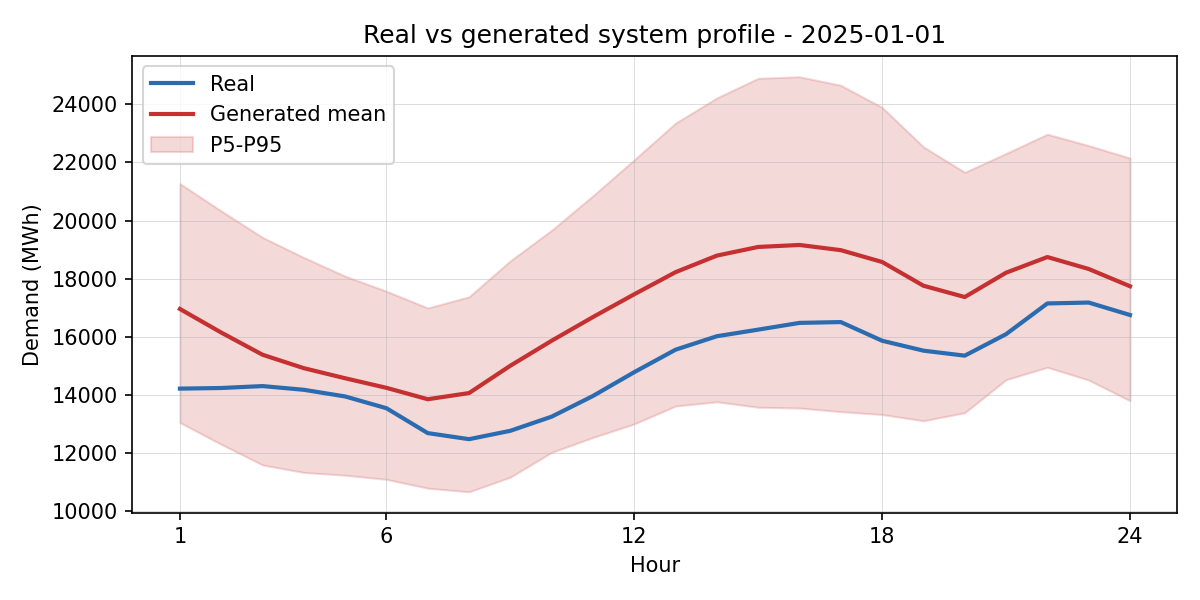 Real vs generated system profile - 2025-01-01
Real
Generated mean
P5-P95
Demand (MWh)
24000
22000
20000
18000
16000
14000
12000
10000
1 6 12 18 24
Hour